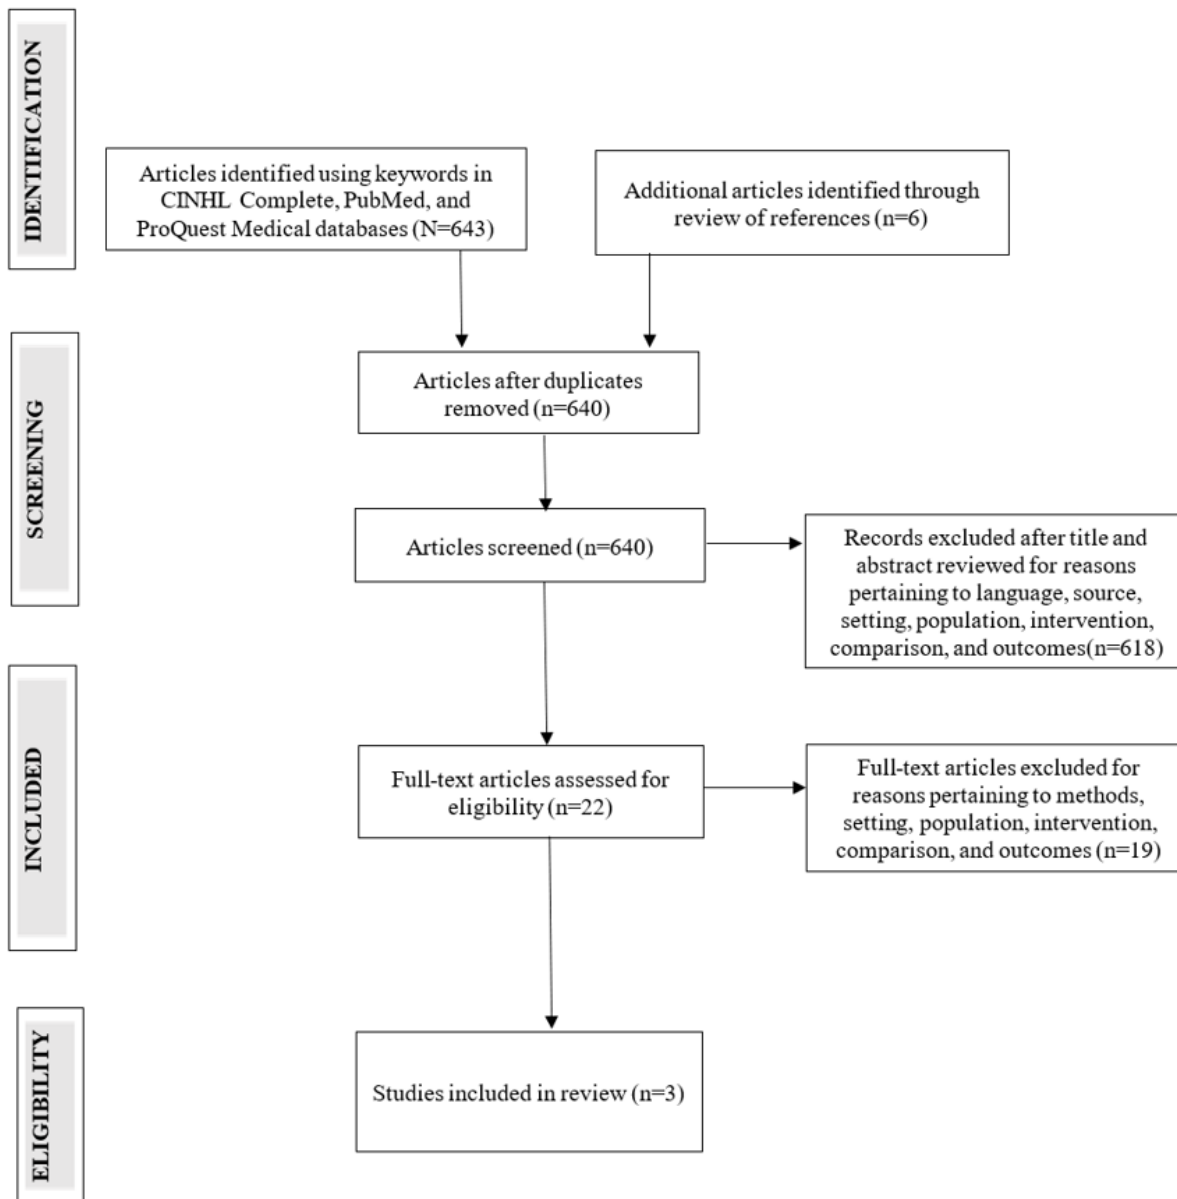 IDENTIFICATION
Articles identified using keywords in
CINHL Complete, PubMed, and
ProQuest Medical databases (N=643)
Additional articles identified through
review of references (n=6)
SCREENING
Articles after duplicates
removed (n=640)
Articles screened (n=640)
Records excluded after title and
abstract reviewed for reasons
pertaining to language, source,
setting, population, intervention,
comparison, and outcomes(n=618)
INCLUDED
Full-text articles assessed for
eligibility (n=22)
Full-text articles excluded for
reasons pertaining to methods,
setting, population, intervention,
comparison, and outcomes (n=19)
ELIGIBILITY
Studies included in review (n=3)